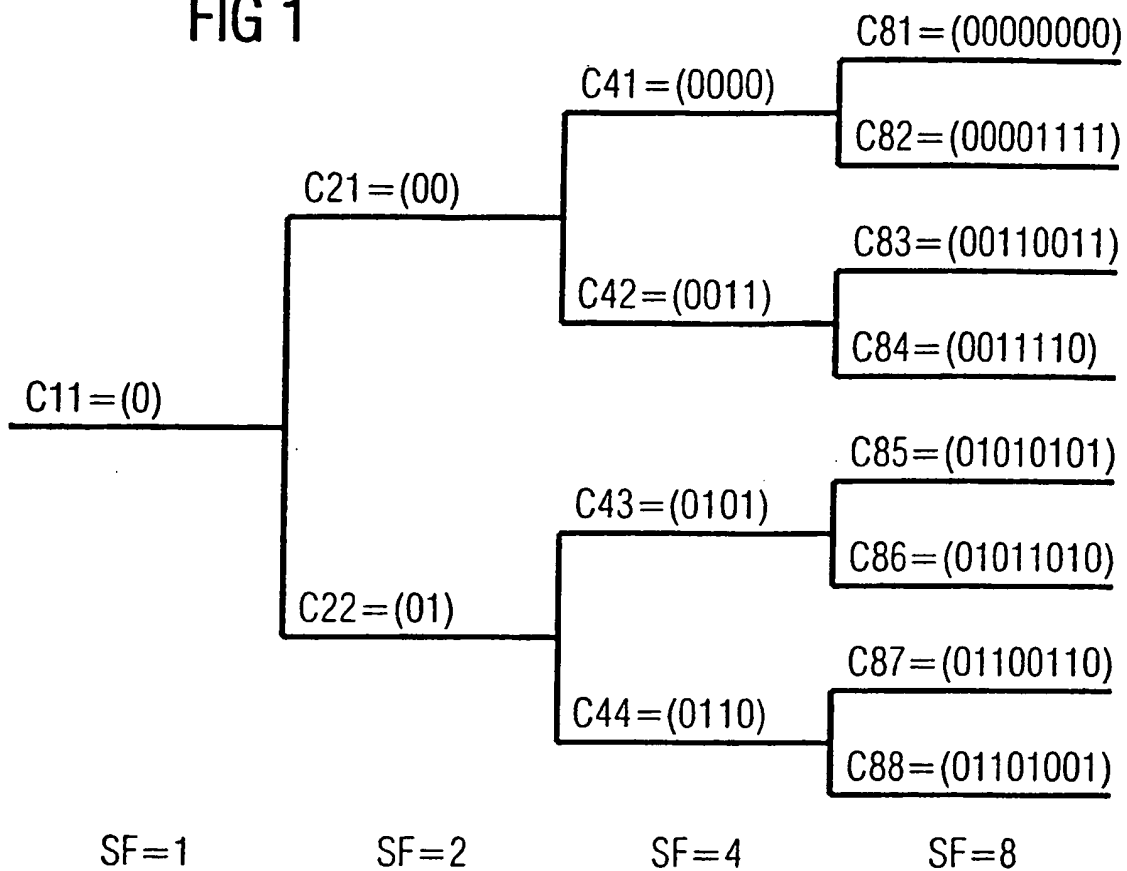 FIG 1
C81=(00000000)
C41=(0000)
C82=(00001111)
C21=(00)
C83=(00110011)
C42=(0011)
C84=(0011110)
C11=(0)
C85=(01010101)
C43=(0101)
C86=(01011010)
C22=(01)
C87=(01100110)
C44=(0110)
C88=(01101001)
SF=1 SF=2 SF=4 SF=8